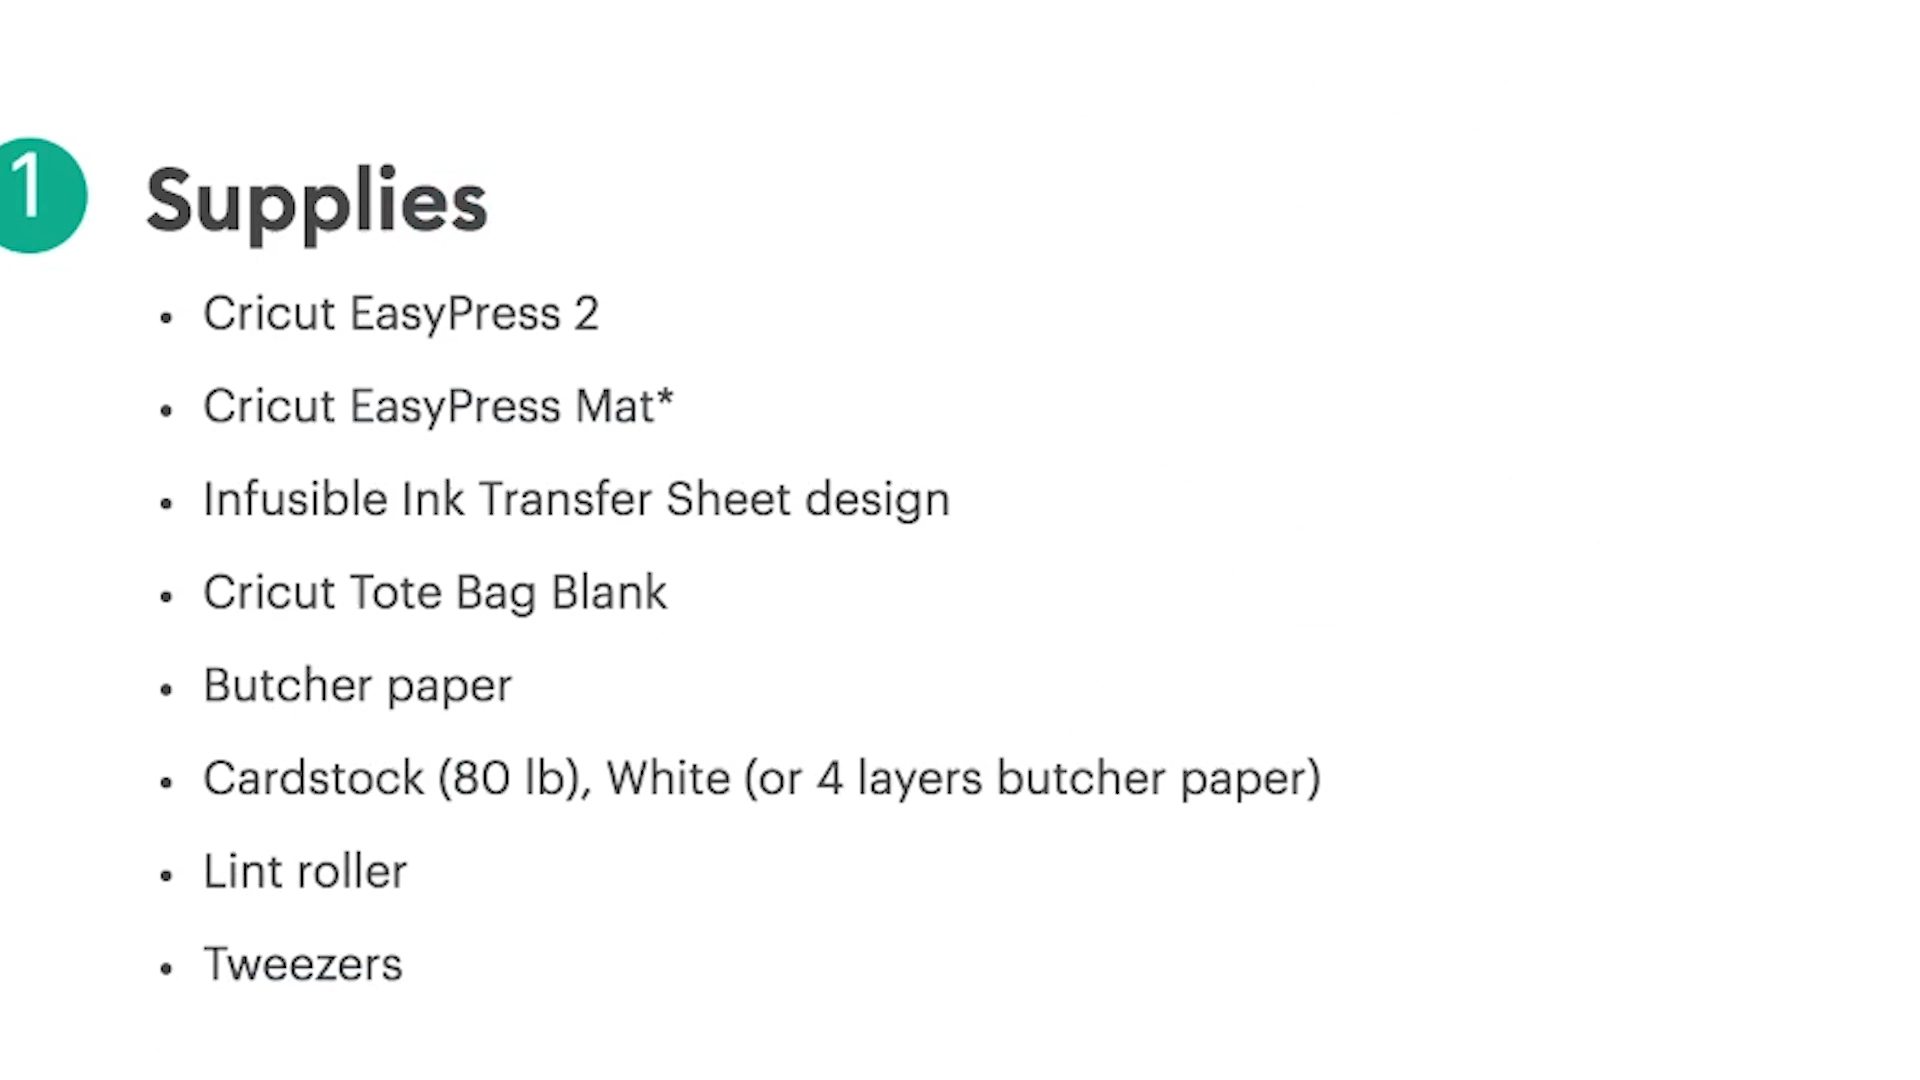 1
Supplies
• Cricut EasyPress 2
• Cricut EasyPress Mat*
• Infusible Ink Transfer Sheet design
• Cricut Tote Bag Blank
• Butcher paper
• Cardstock (80 lb), White (or 4 layers butcher paper)
• Lint roller
• Tweezers